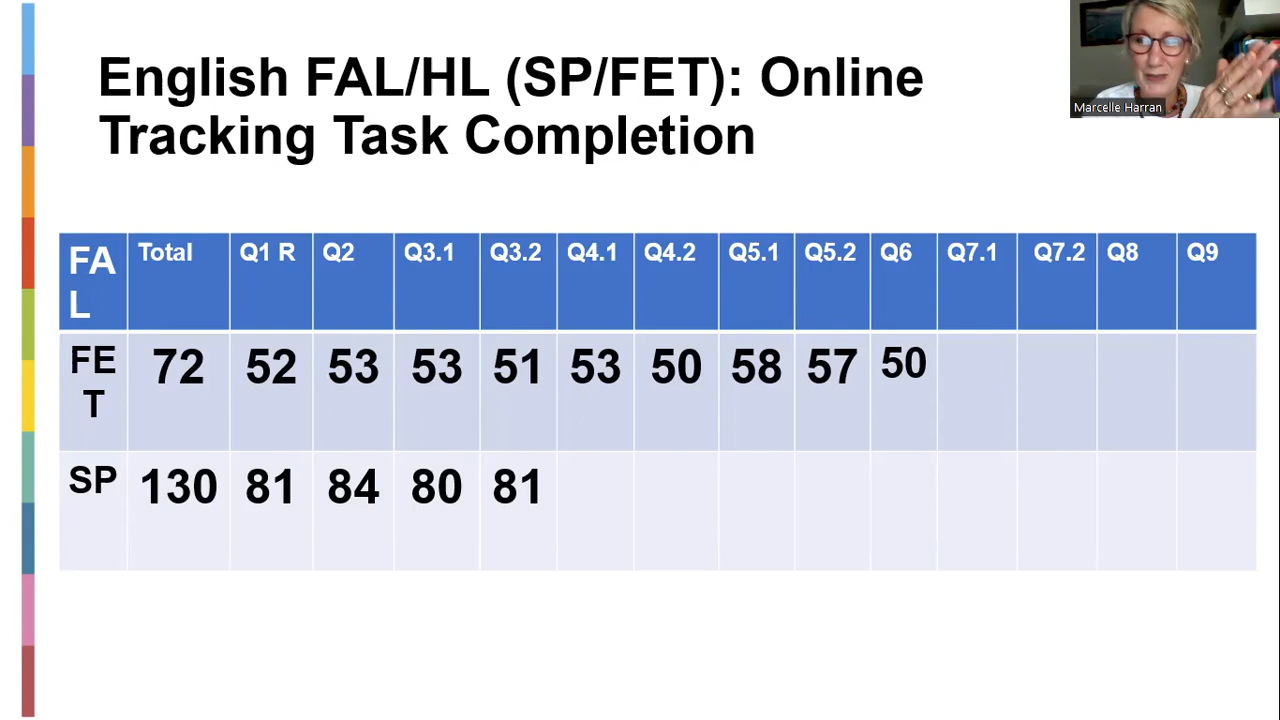 English FAL/HL (SP/FET): Online
Tracking Task Completion
Marcelle Harran
FA
L Total Q1 R Q2 Q3.1 Q3.2 Q4.1 Q4.2 Q5.1 Q5.2 Q6 Q7.1 Q7.2 Q8 Q9
FE
T 72 52 53 53 51 53 50 58 57 50
SP 130 81 84 80 81